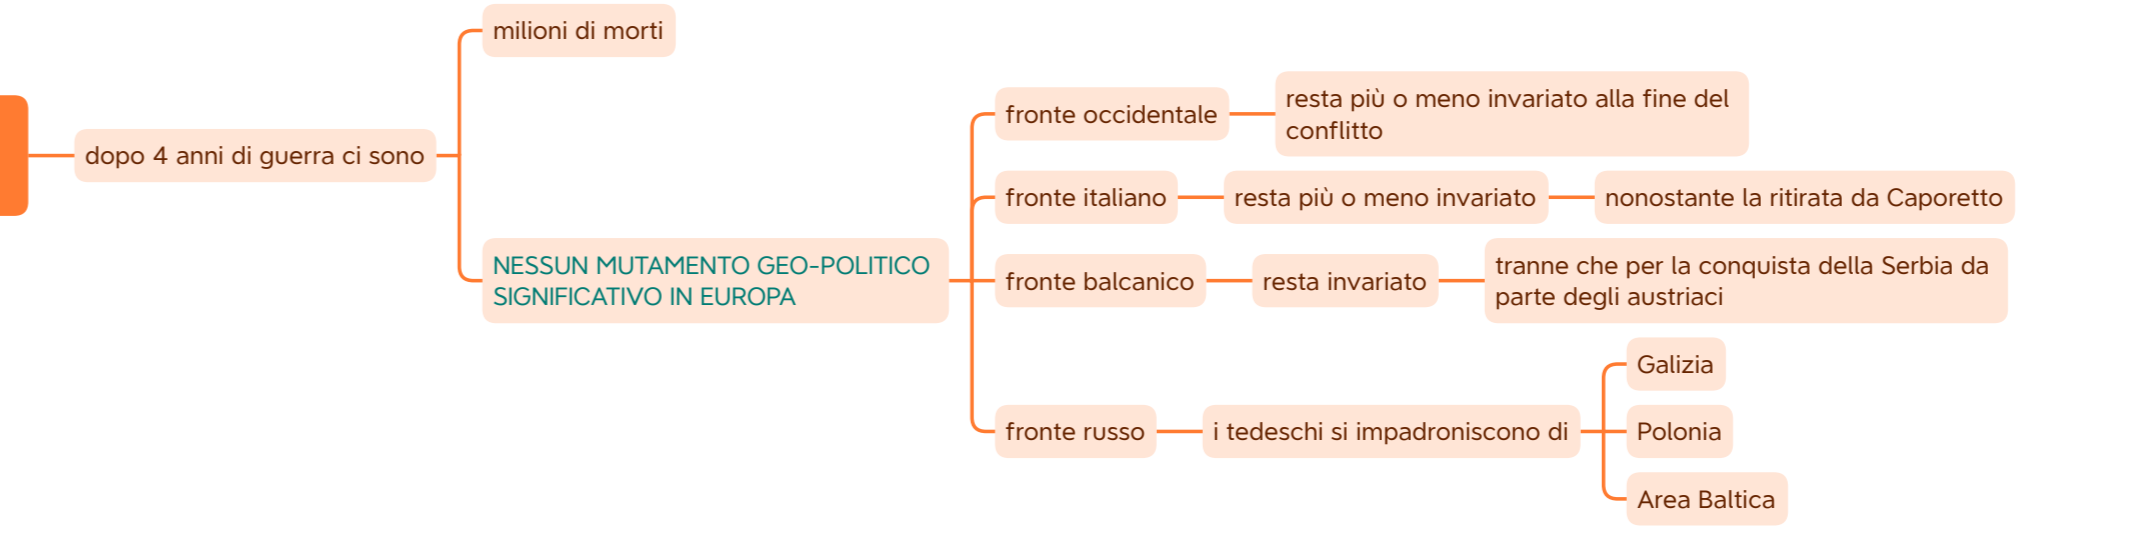 milioni di morti
dopo 4 anni di guerra ci sono
NESSUN MUTAMENTO GEO-POLITICO
SIGNIFICATIVO IN EUROPA
fronte occidentale
resta più o meno invariato alla fine del
conflitto
fronte italiano
resta più o meno invariato
nonostante la ritirata da Caporetto
fronte balcanico
resta invariato
tranne che per la conquista della Serbia da
parte degli austriaci
fronte russo
i tedeschi si impadroniscono di
Galizia
Polonia
Area Baltica